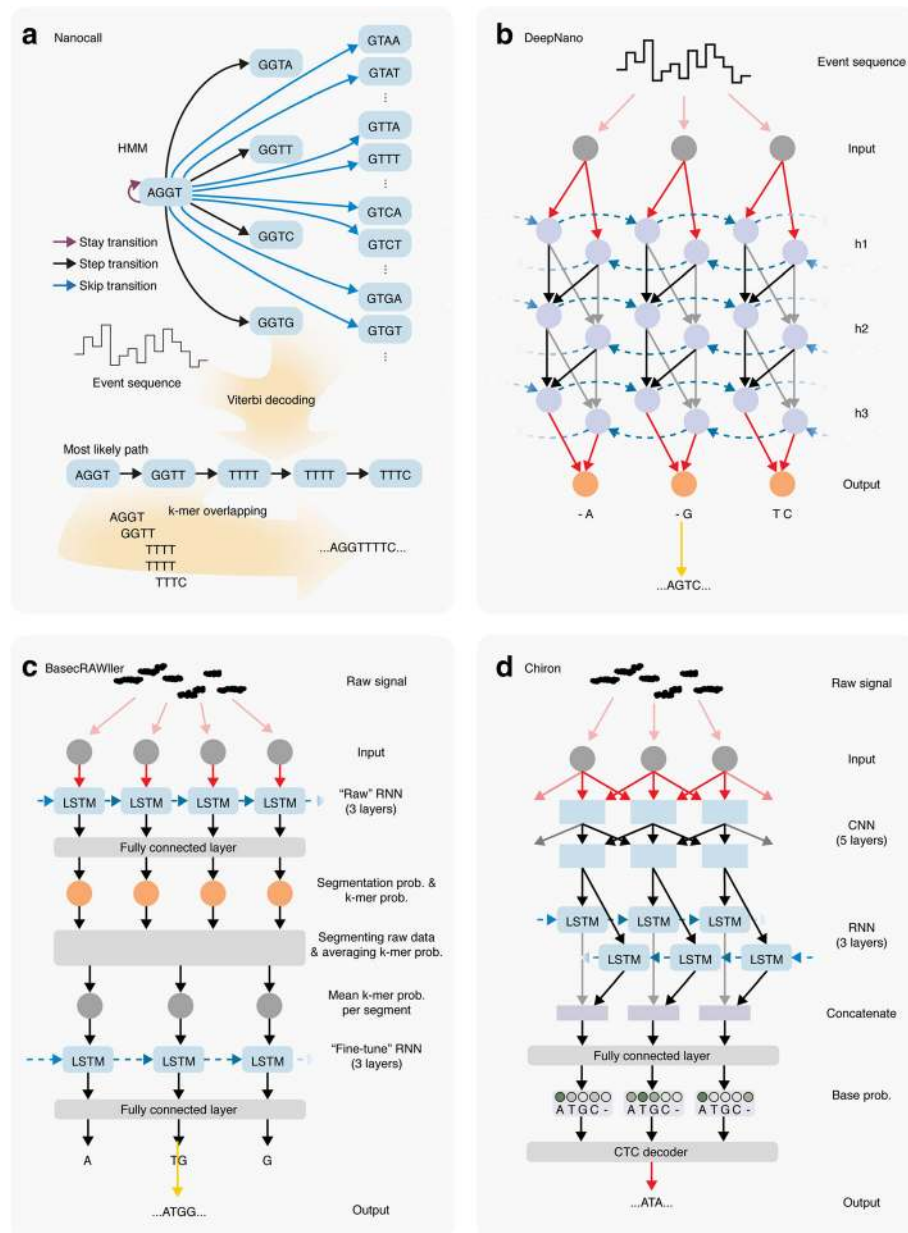 a Nanocall
GTAA
GGTA
GTAT
⋮
HMM
GTTA
GGTT
GTTT
⋮
AGGT
GTCA
GGTC
GTCT
⋮
Stay transition
Step transition
Skip transition
GTGA
GGTG
GTGT
⋮
Event sequence
Viterbi decoding
Most likely path
AGGT GGTT TTTT TTTT TTTC
k-mer overlapping
AGGT
GGTT
TTTT
TTTT
TTTC
...AGGTTTTC...
b DeepNano
Event sequence
Input
h1
h2
h3
Output
- A - G T C
...AGTC...
c BasecRAWller
Raw signal
Input
LSTM LSTM LSTM LSTM
"Raw" RNN
(3 layers)
Fully connected layer
Segmentation prob. &
k-mer prob.
Segmenting raw data
& averaging k-mer prob.
Mean k-mer prob.
per segment
LSTM LSTM LSTM
"Fine-tune" RNN
(3 layers)
Fully connected layer
A TG G
...ATGG...
Output
d Chiron
Raw signal
Input
CNN
(5 layers)
LSTM LSTM LSTM
RNN
(3 layers)
LSTM LSTM LSTM
Concatenate
Fully connected layer
Base prob.
A T G C - A T G C - A T G C -
CTC decoder
...ATA...
Output